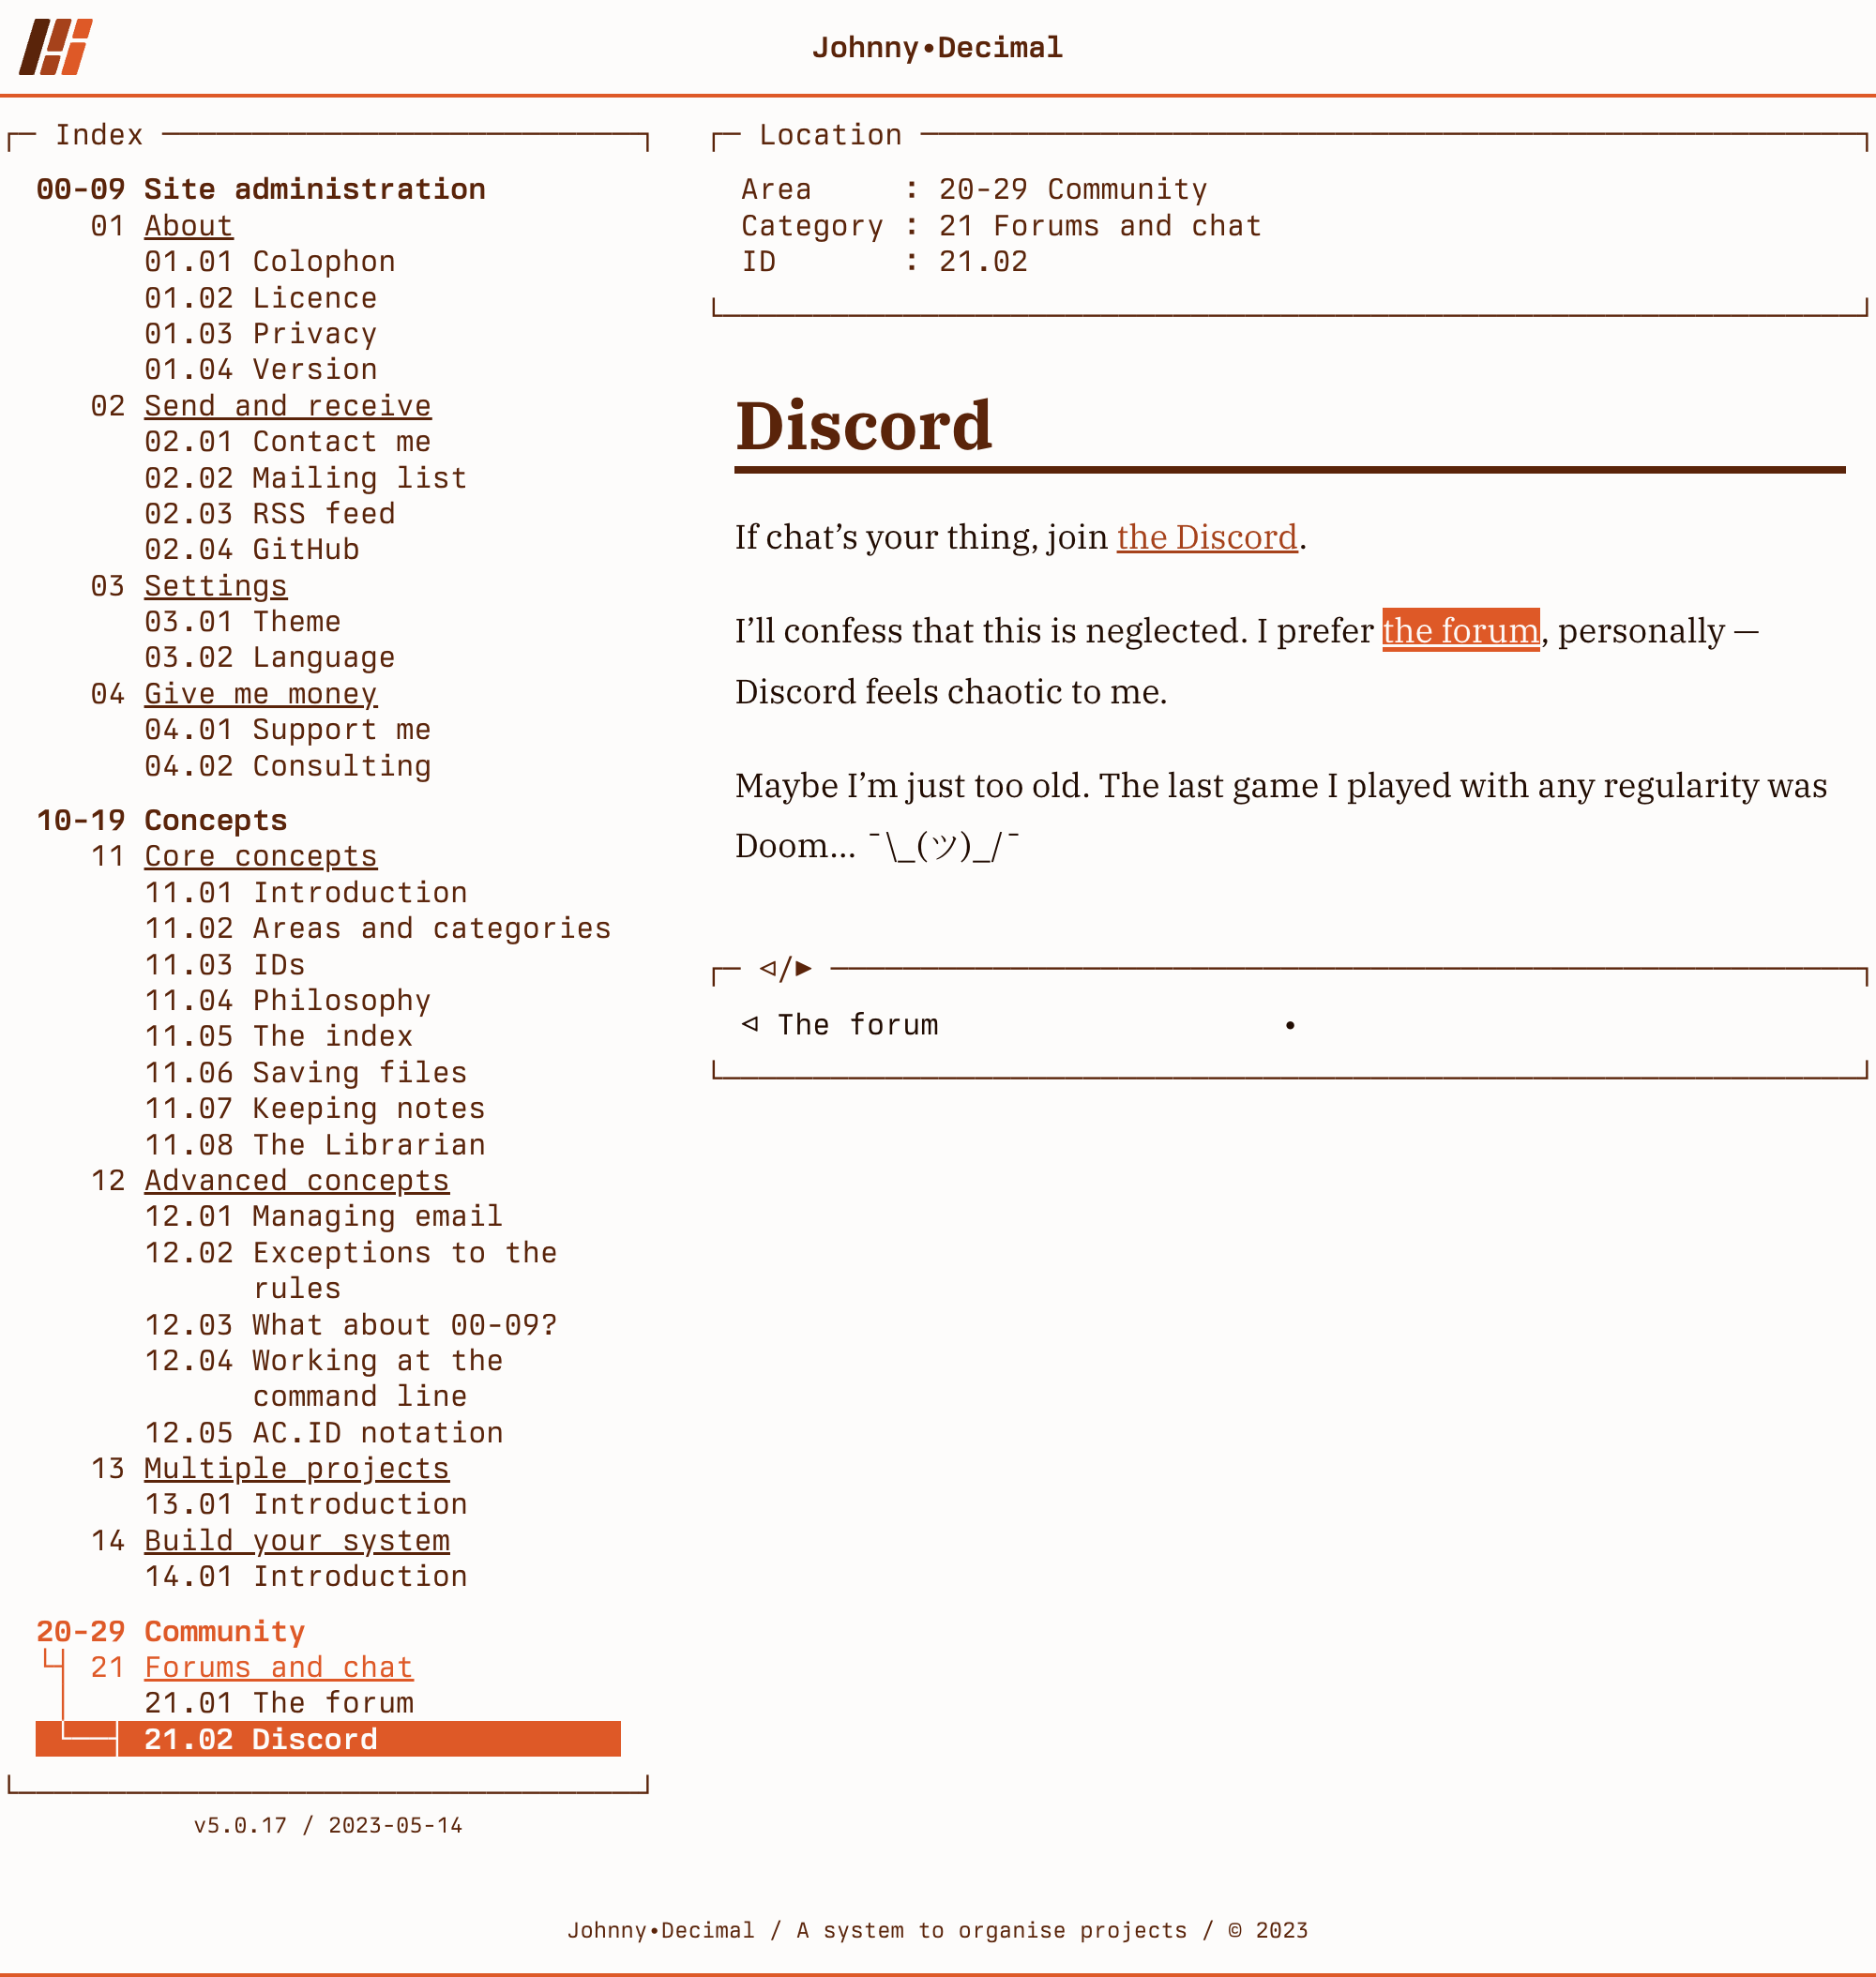 Johnny•Decimal
Index
00-09 Site administration
01 About
01.01 Colophon
01.02 Licence
01.03 Privacy
01.04 Version
02 Send and receive
02.01 Contact me
02.02 Mailing list
02.03 RSS feed
02.04 GitHub
03 Settings
03.01 Theme
03.02 Language
04 Give me money
04.01 Support me
04.02 Consulting
10-19 Concepts
11 Core concepts
11.01 Introduction
11.02 Areas and categories
11.03 IDs
11.04 Philosophy
11.05 The index
11.06 Saving files
11.07 Keeping notes
11.08 The Librarian
12 Advanced concepts
12.01 Managing email
12.02 Exceptions to the
rules
12.03 What about 00-09?
12.04 Working at the
command line
12.05 AC.ID notation
13 Multiple projects
13.01 Introduction
14 Build your system
14.01 Introduction
20-29 Community
21 Forums and chat
21.01 The forum
21.02 Discord
v5.0.17 / 2023-05-14
Location
Area : 20-29 Community
Category : 21 Forums and chat
ID : 21.02
Discord
If chat’s your thing, join the Discord.
I’ll confess that this is neglected. I prefer the forum, personally —
Discord feels chaotic to me.
Maybe I’m just too old. The last game I played with any regularity was
Doom… ¯\_(ツ)_/¯
⊲/►
⊲ The forum •
Johnny•Decimal / A system to organise projects / © 2023